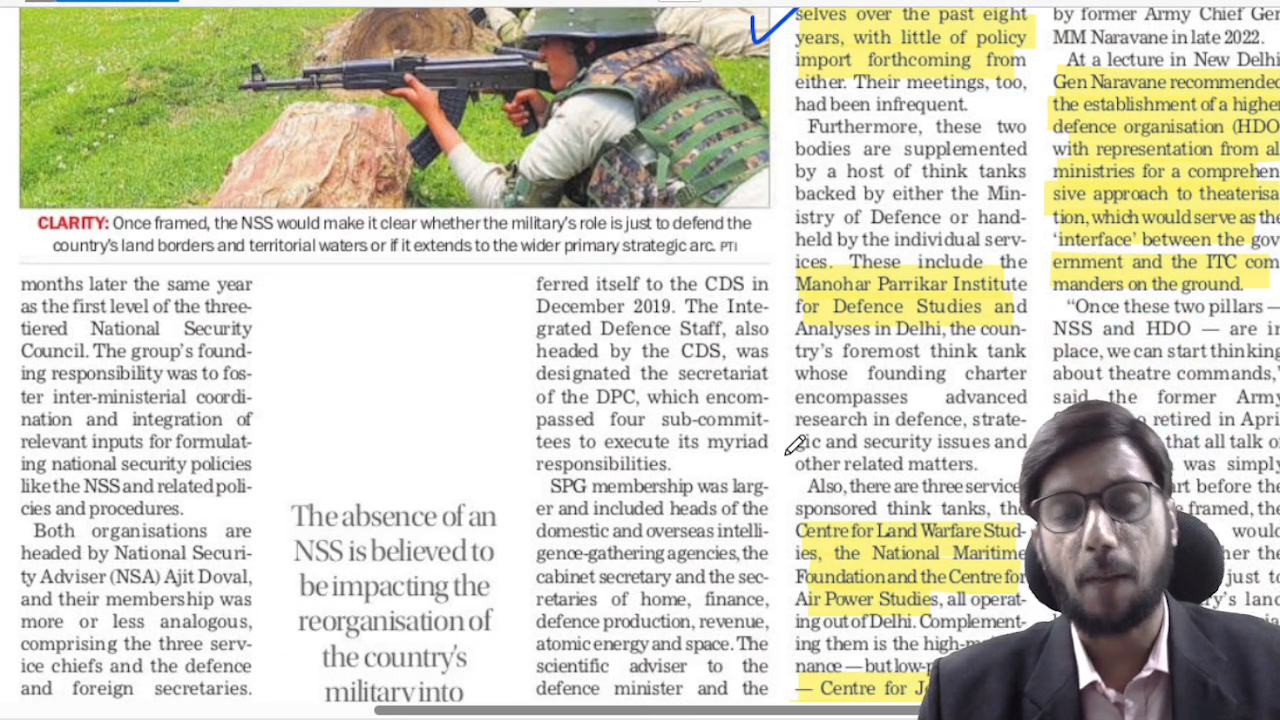 CLARITY: Once framed, the NSS would make it clear whether the military's role is just to defend the
country's land borders and territorial waters or if it extends to the wider primary strategic arc. PTI
months later the same year
as the first level of the three-
tiered National Security
Council. The group's found-
ing responsibility was to fos-
ter inter-ministerial coordi-
nation and integration of
relevant inputs for formulat-
ing national security policies
like the NSS and related poli-
cies and procedures.
Both organisations are
headed by National Securi-
ty Adviser (NSA) Ajit Doval,
and their membership was
more or less analogous,
comprising the three serv-
ice chiefs and the defence
and foreign secretaries.
The absence of an
NSS is believed to
be impacting the
reorganisation of
the country's
military into
ferred itself to the CDS in
December 2019. The Inte-
grated Defence Staff, also
headed by the CDS, was
designated the secretariat
of the DPC, which encom-
passed four sub-commit-
tees to execute its myriad
responsibilities.
SPG membership was larg-
er and included heads of the
domestic and overseas intelli-
gence-gathering agencies, the
cabinet secretary and the sec-
retaries of home, finance,
defence production, revenue,
atomic energy and space. The
scientific adviser to the
defence minister and the
selves over the past eight
years, with little of policy
import forthcoming from
either. Their meetings, too,
had been infrequent.
Furthermore, these two
bodies are supplemented
by a host of think tanks
backed by either the Min-
istry of Defence or hand-
held by the individual serv-
ices. These include the
Manohar Parrikar Institute
for Defence Studies and
Analyses in Delhi, the coun-
try's foremost think tank
whose founding charter
encompasses advanced
research in defence, strate-
gic and security issues and
other related matters.
Also, there are three service
sponsored think tanks, the
Centre for Land Warfare Stud-
ies, the National Maritime
Foundation and the Centre for
Air Power Studies, all operat-
ing out of Delhi. Complement-
ing them is the high-
nance — but low-
— Centre for
by former Army Chief Gen
MM Naravane in late 2022.
At a lecture in New Delhi
Gen Naravane recommended
the establishment of a higher
defence organisation (HDO
with representation from al
ministries for a comprehen
sive approach to theaterisa
tion, which would serve as the
'interface' between the gov
ernment and the ITC com
manders on the ground.
"Once these two pillars —
NSS and HDO — are in
place, we can start thinking
about theatre commands,"
said the former Army
retired in Apri
that all talk of
was simply
before the
framed, the
would
the
just to
land